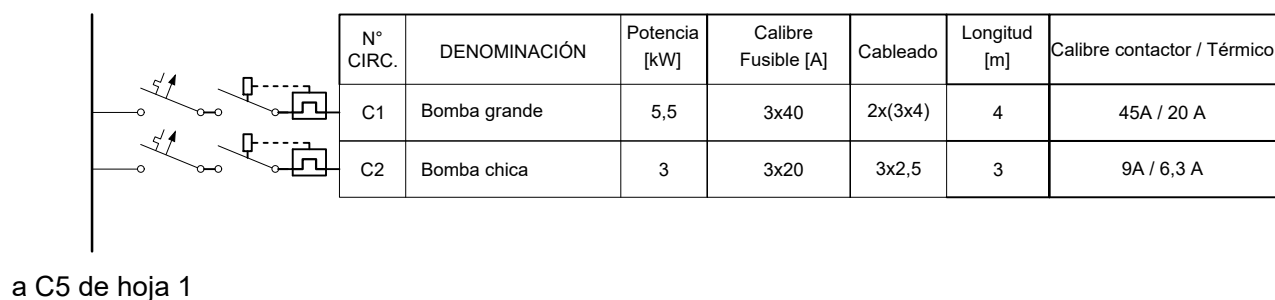 N° CIRC. DENOMINACIÓN Potencia [kW] Calibre Fusible [A] Cableado Longitud [m] Calibre contactor / Térmico
C1 Bomba grande 5,5 3x40 2x(3x4) 4 45A / 20 A
C2 Bomba chica 3 3x20 3x2,5 3 9A / 6,3 A
a C5 de hoja 1